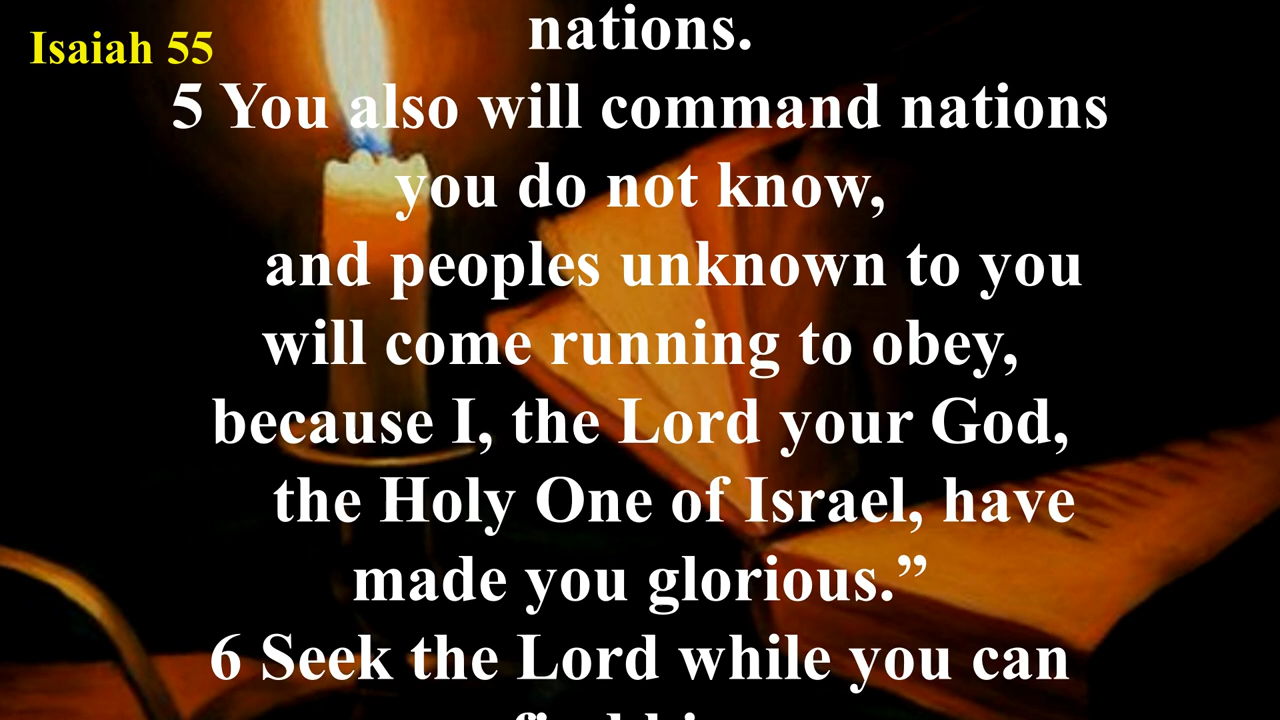 Isaiah 55
nations.
5 You also will command nations
you do not know,
and peoples unknown to you
will come running to obey,
because I, the Lord your God,
the Holy One of Israel, have
made you glorious.”
6 Seek the Lord while you can